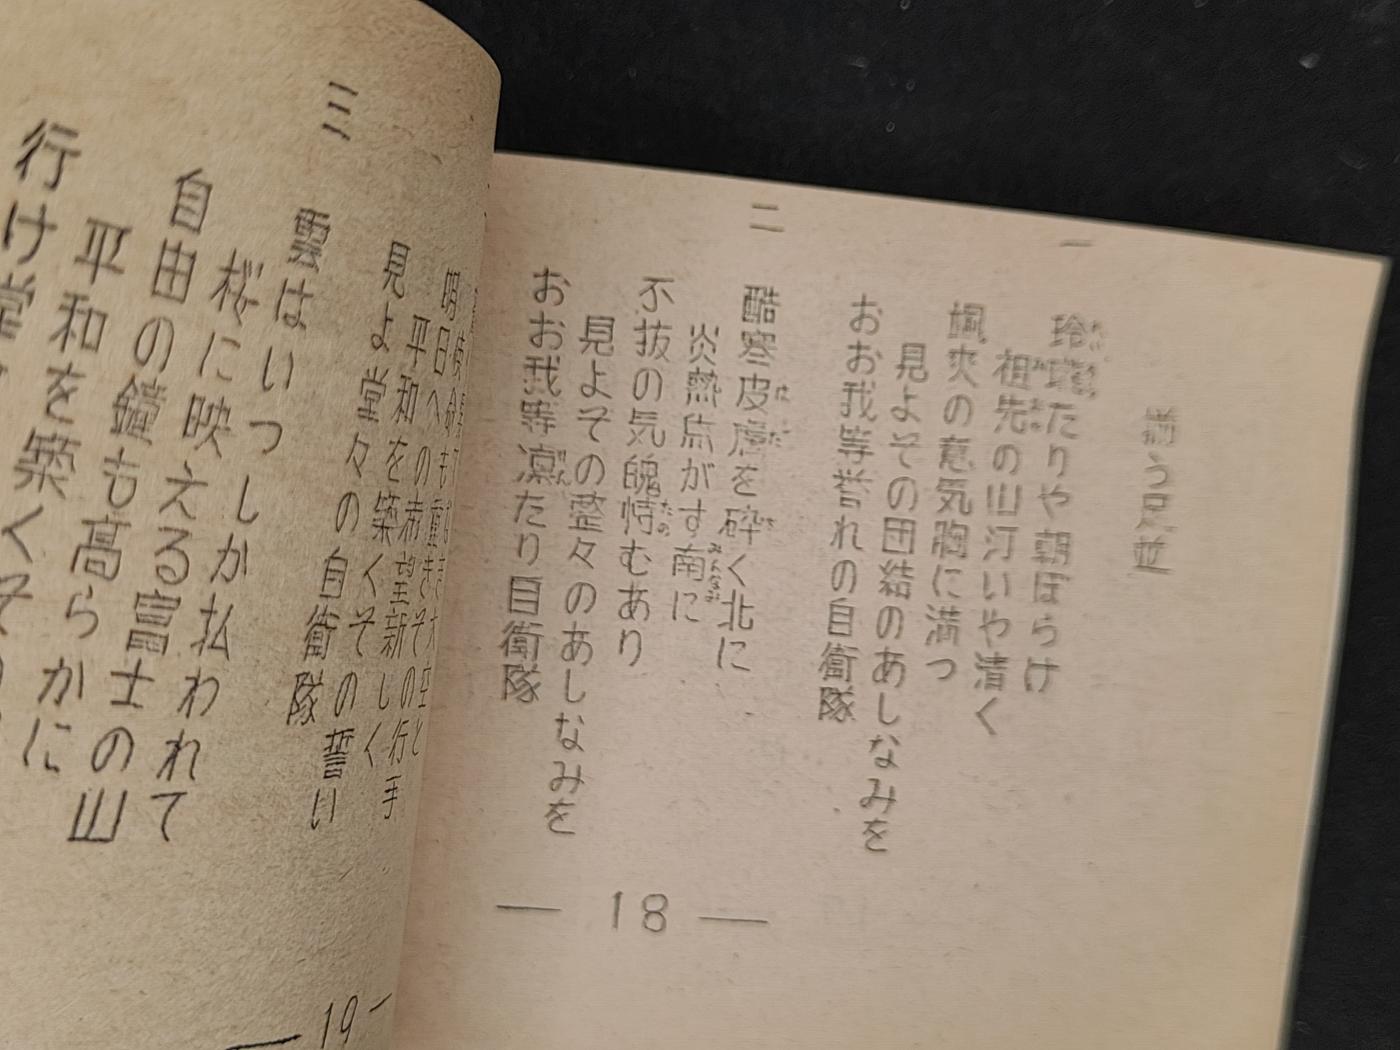 揃う足並
一
玲瓏たりや朝ぼらけ
祖先の山河いや清く
颯爽の意気胸に満つ
見よその団結のあしなみを
おお我等誉れの自衛隊
二
酷寒皮膚を砕く北に
炎熱点がす南に
不抜の気魄恃むあり
見よその整々のあしなみを
おお我等凛たり自衛隊
— 18 —
も重き大空と
明日への希望その行手
平和を築く新しく
見よ堂々のその誓い
自衛隊
三
雲はいつしか払われて
桜に映える富士の山
自由の鐘も高らかに
平和を築く
行け堂
— 19 —